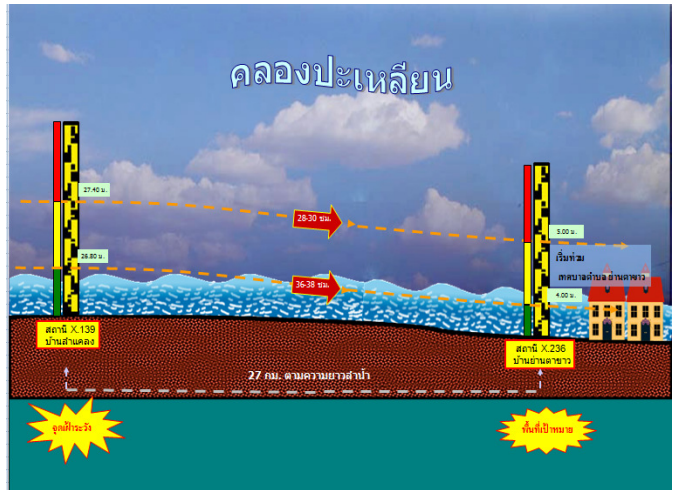 คลองปะเหลียน
27.40 ม.
28-30 ชม.
5.00 ม.
เริ่มท่วม
เทศบาลตำบลย่านตาขาว
26.80 ม.
36-38 ชม.
4.00 ม.
สถานี X.139
บ้านลำแคลง
สถานี X.236
บ้านย่านตาขาว
27 กม. ตามความยาวลำน้ำ
จุดเฝ้าระวัง
พื้นที่เป้าหมาย